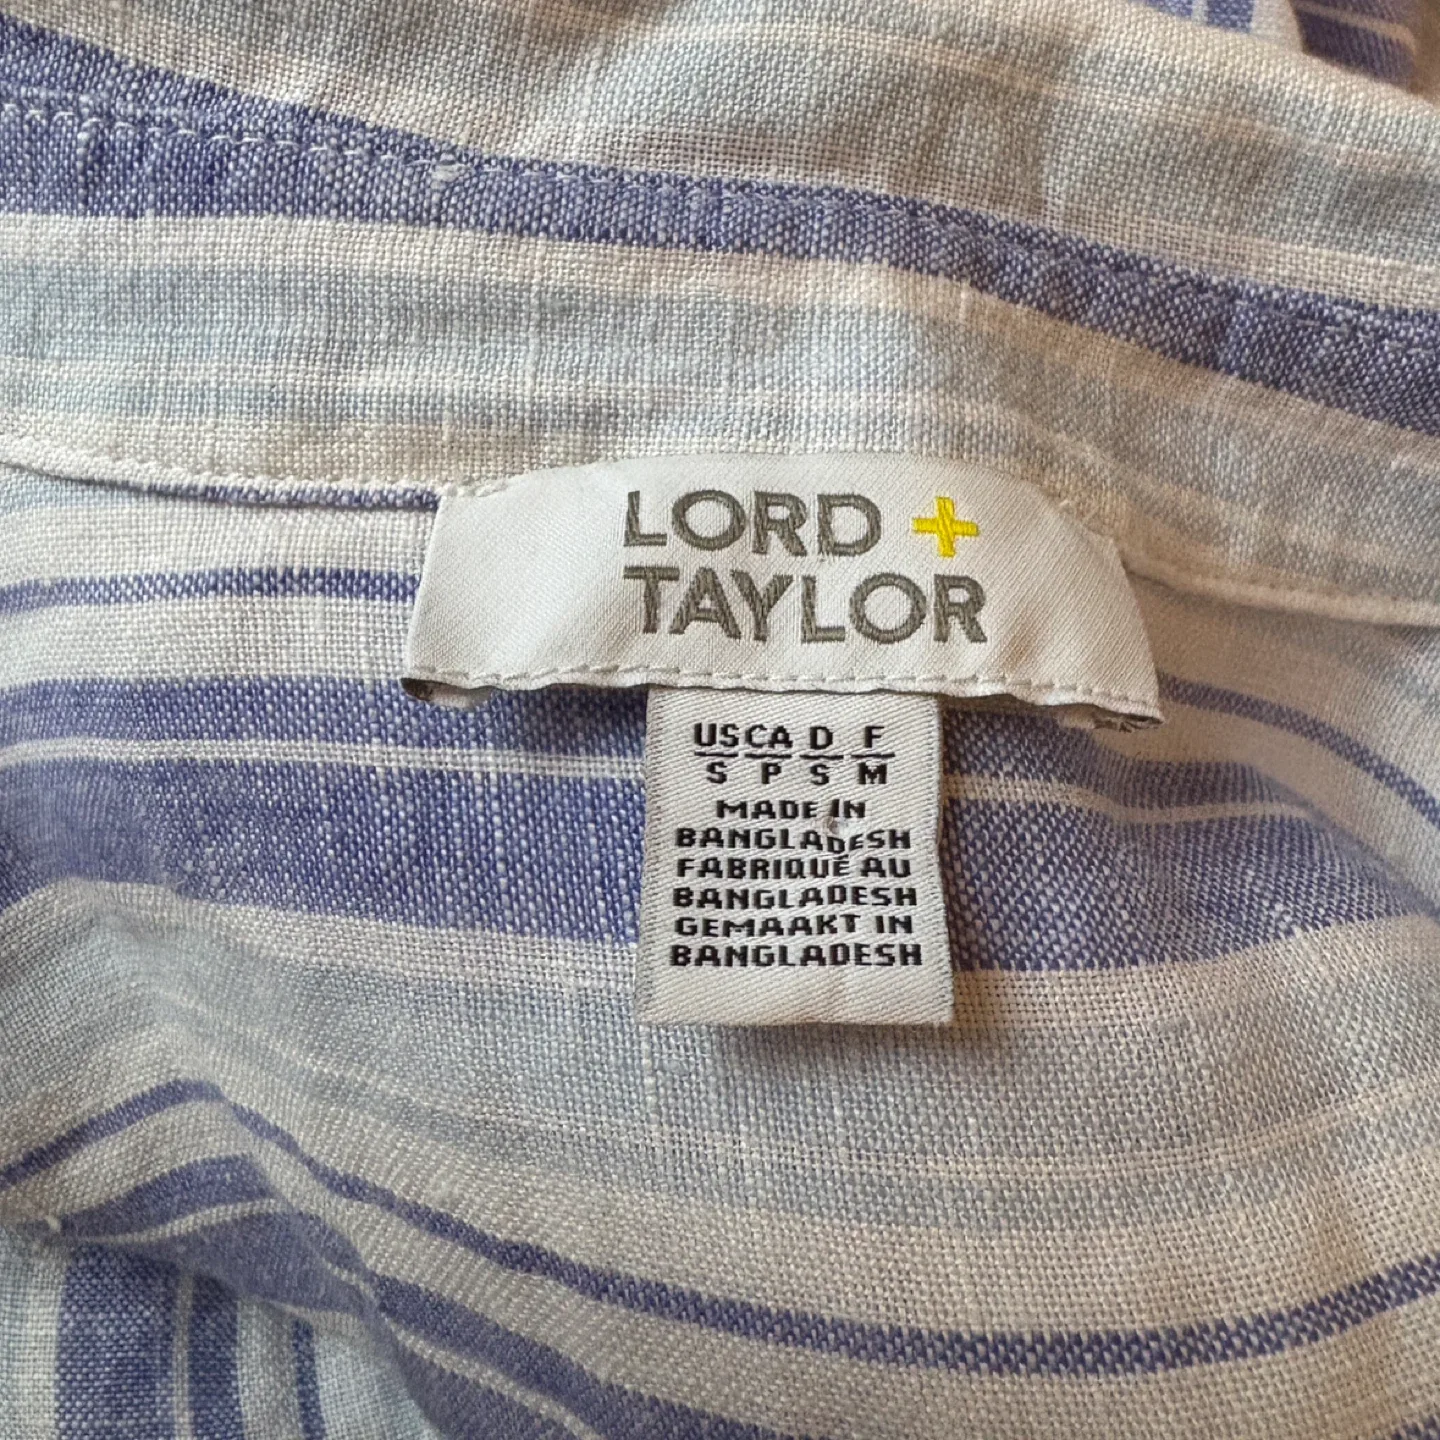 LORD +
TAYLOR
US CA D F
S P S M
MADE IN
BANGLADESH
FABRIQUÉ AU
BANGLADESH
GEMAAKT IN
BANGLADESH